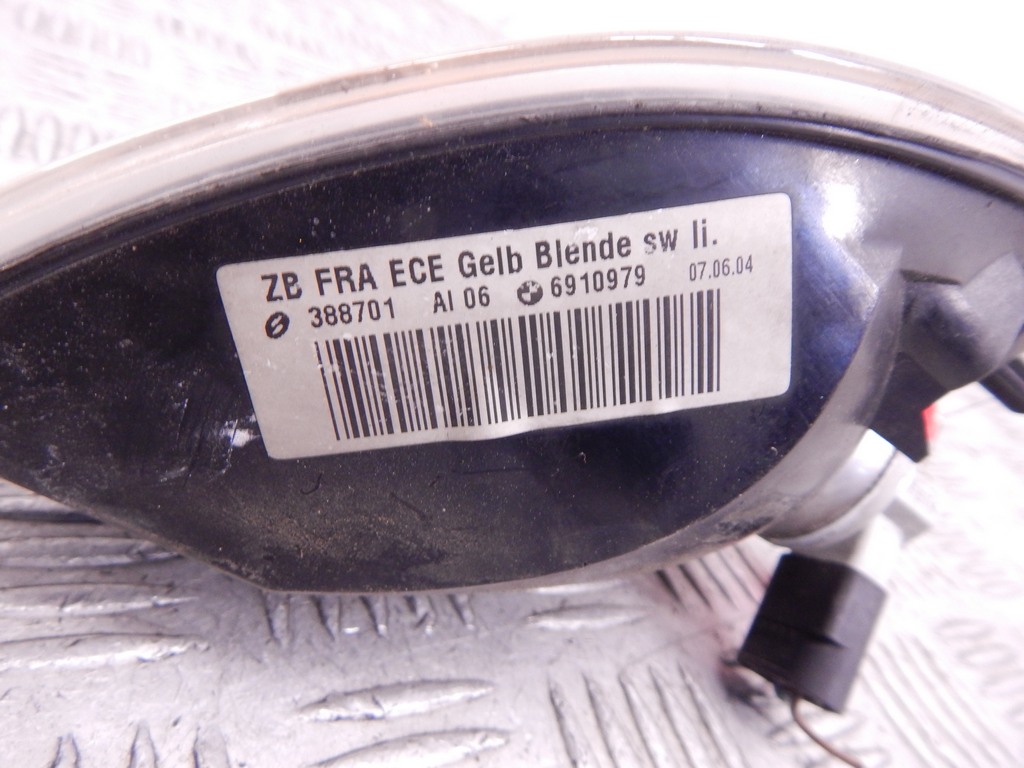 ZB FRA ECE Gelb Blende sw li.
388701 AI 06 6910979 07.06.04